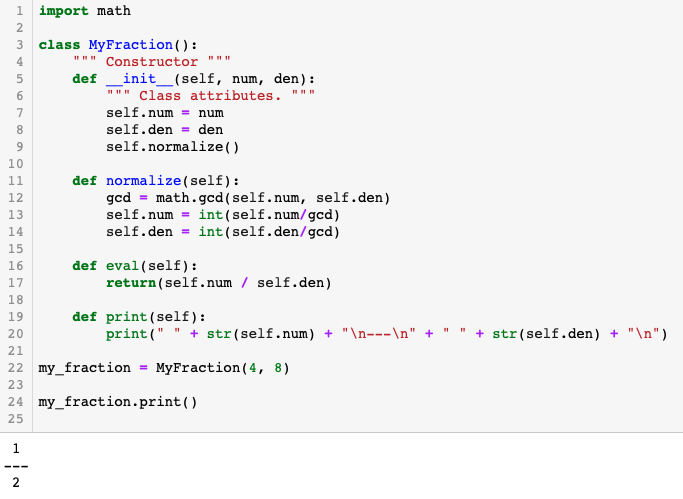 1 import math
2
3 class MyFraction():
4     """ Constructor """
5     def __init__(self, num, den):
6         """ Class attributes. """
7         self.num = num
8         self.den = den
9         self.normalize()
10
11     def normalize(self):
12         gcd = math.gcd(self.num, self.den)
13         self.num = int(self.num/gcd)
14         self.den = int(self.den/gcd)
15
16     def eval(self):
17         return(self.num / self.den)
18
19     def print(self):
20         print(" " + str(self.num) + "\n---\n" + " " + str(self.den) + "\n")
21
22 my_fraction = MyFraction(4, 8)
23
24 my_fraction.print()
25
 1
---
 2